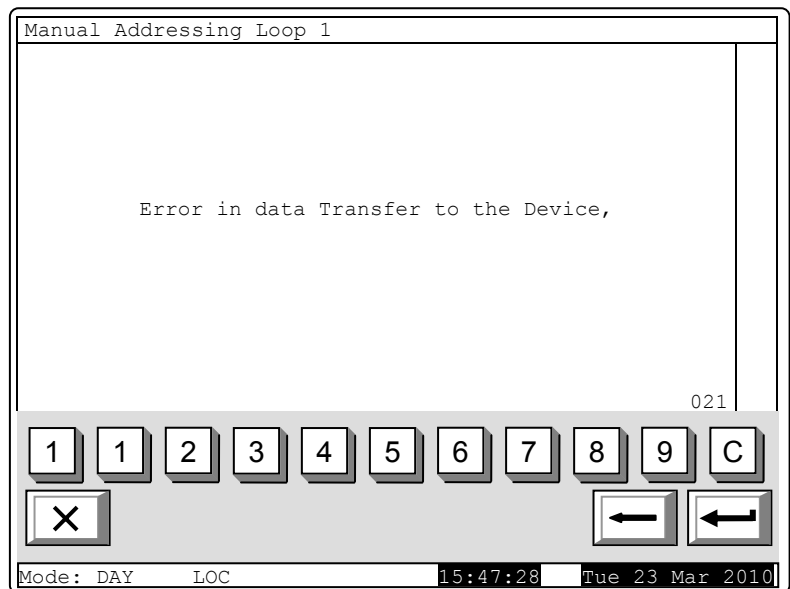 Manual Addressing Loop 1
Error in data Transfer to the Device,
021
1 1 2 3 4 5 6 7 8 9 C
Mode: DAY LOC 15:47:28 Tue 23 Mar 2010